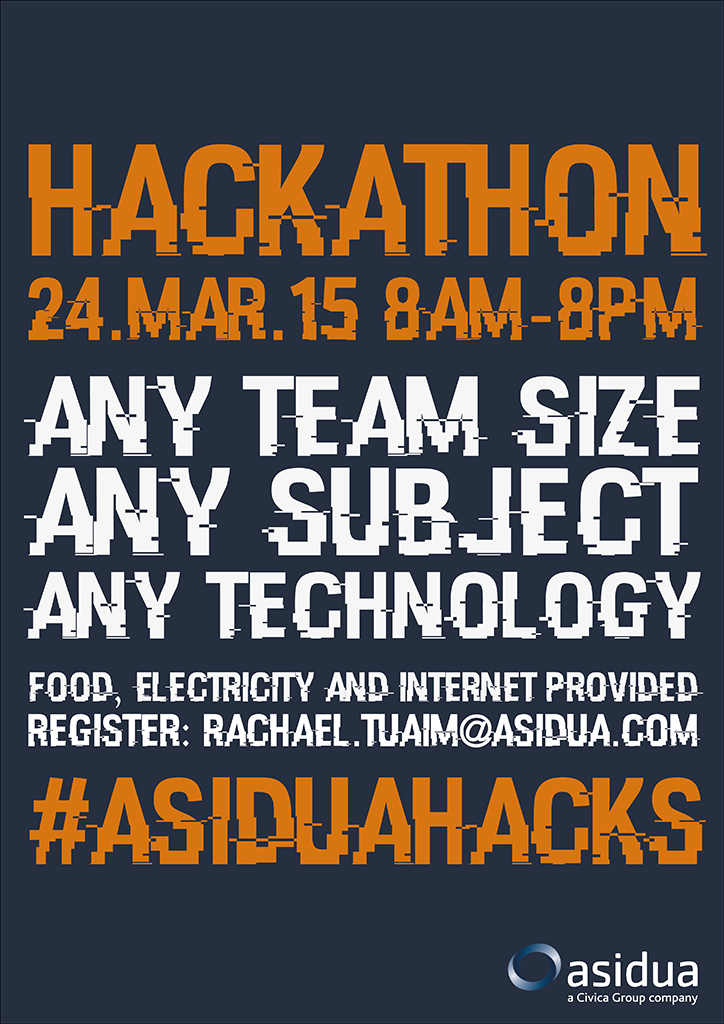 HACKATHON
24.MAR.15 8AM-8PM
ANY TEAM SIZE
ANY SUBJECT
ANY TECHNOLOGY
FOOD, ELECTRICITY AND INTERNET PROVIDED
REGISTER: RACHAEL.TUAIM@ASIDUA.COM
#ASIDUAHACKS
asidua
a Civica Group company